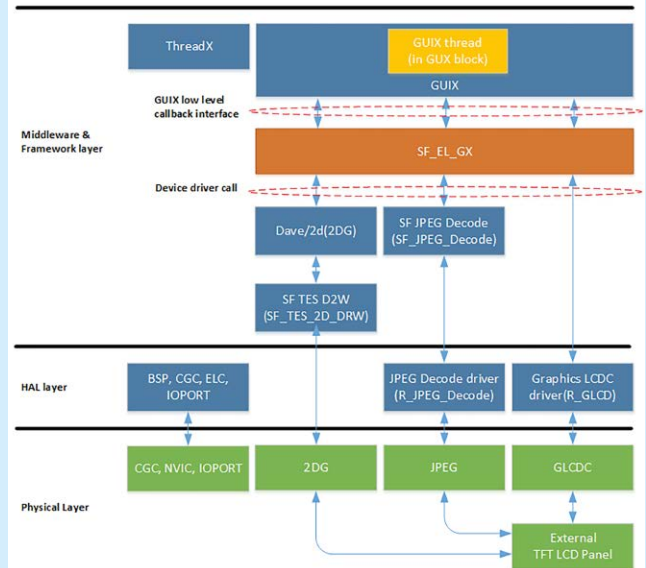 ThreadX
GUIX thread
(in GUX block)
GUIX
GUIX low level
callback interface
Middleware &
Framework layer
SF_EL_GX
Device driver call
Dave/2d(2DG)
SF JPEG Decode
(SF_JPEG_Decode)
SF TES D2W
(SF_TES_2D_DRW)
HAL layer
BSP, CGC, ELC,
IOPORT
JPEG Decode driver
(R_JPEG_Decode)
Graphics LCDC
driver(R_GLCD)
CGC, NVIC, IOPORT
2DG
JPEG
GLCDC
Physical Layer
External
TFT LCD Panel